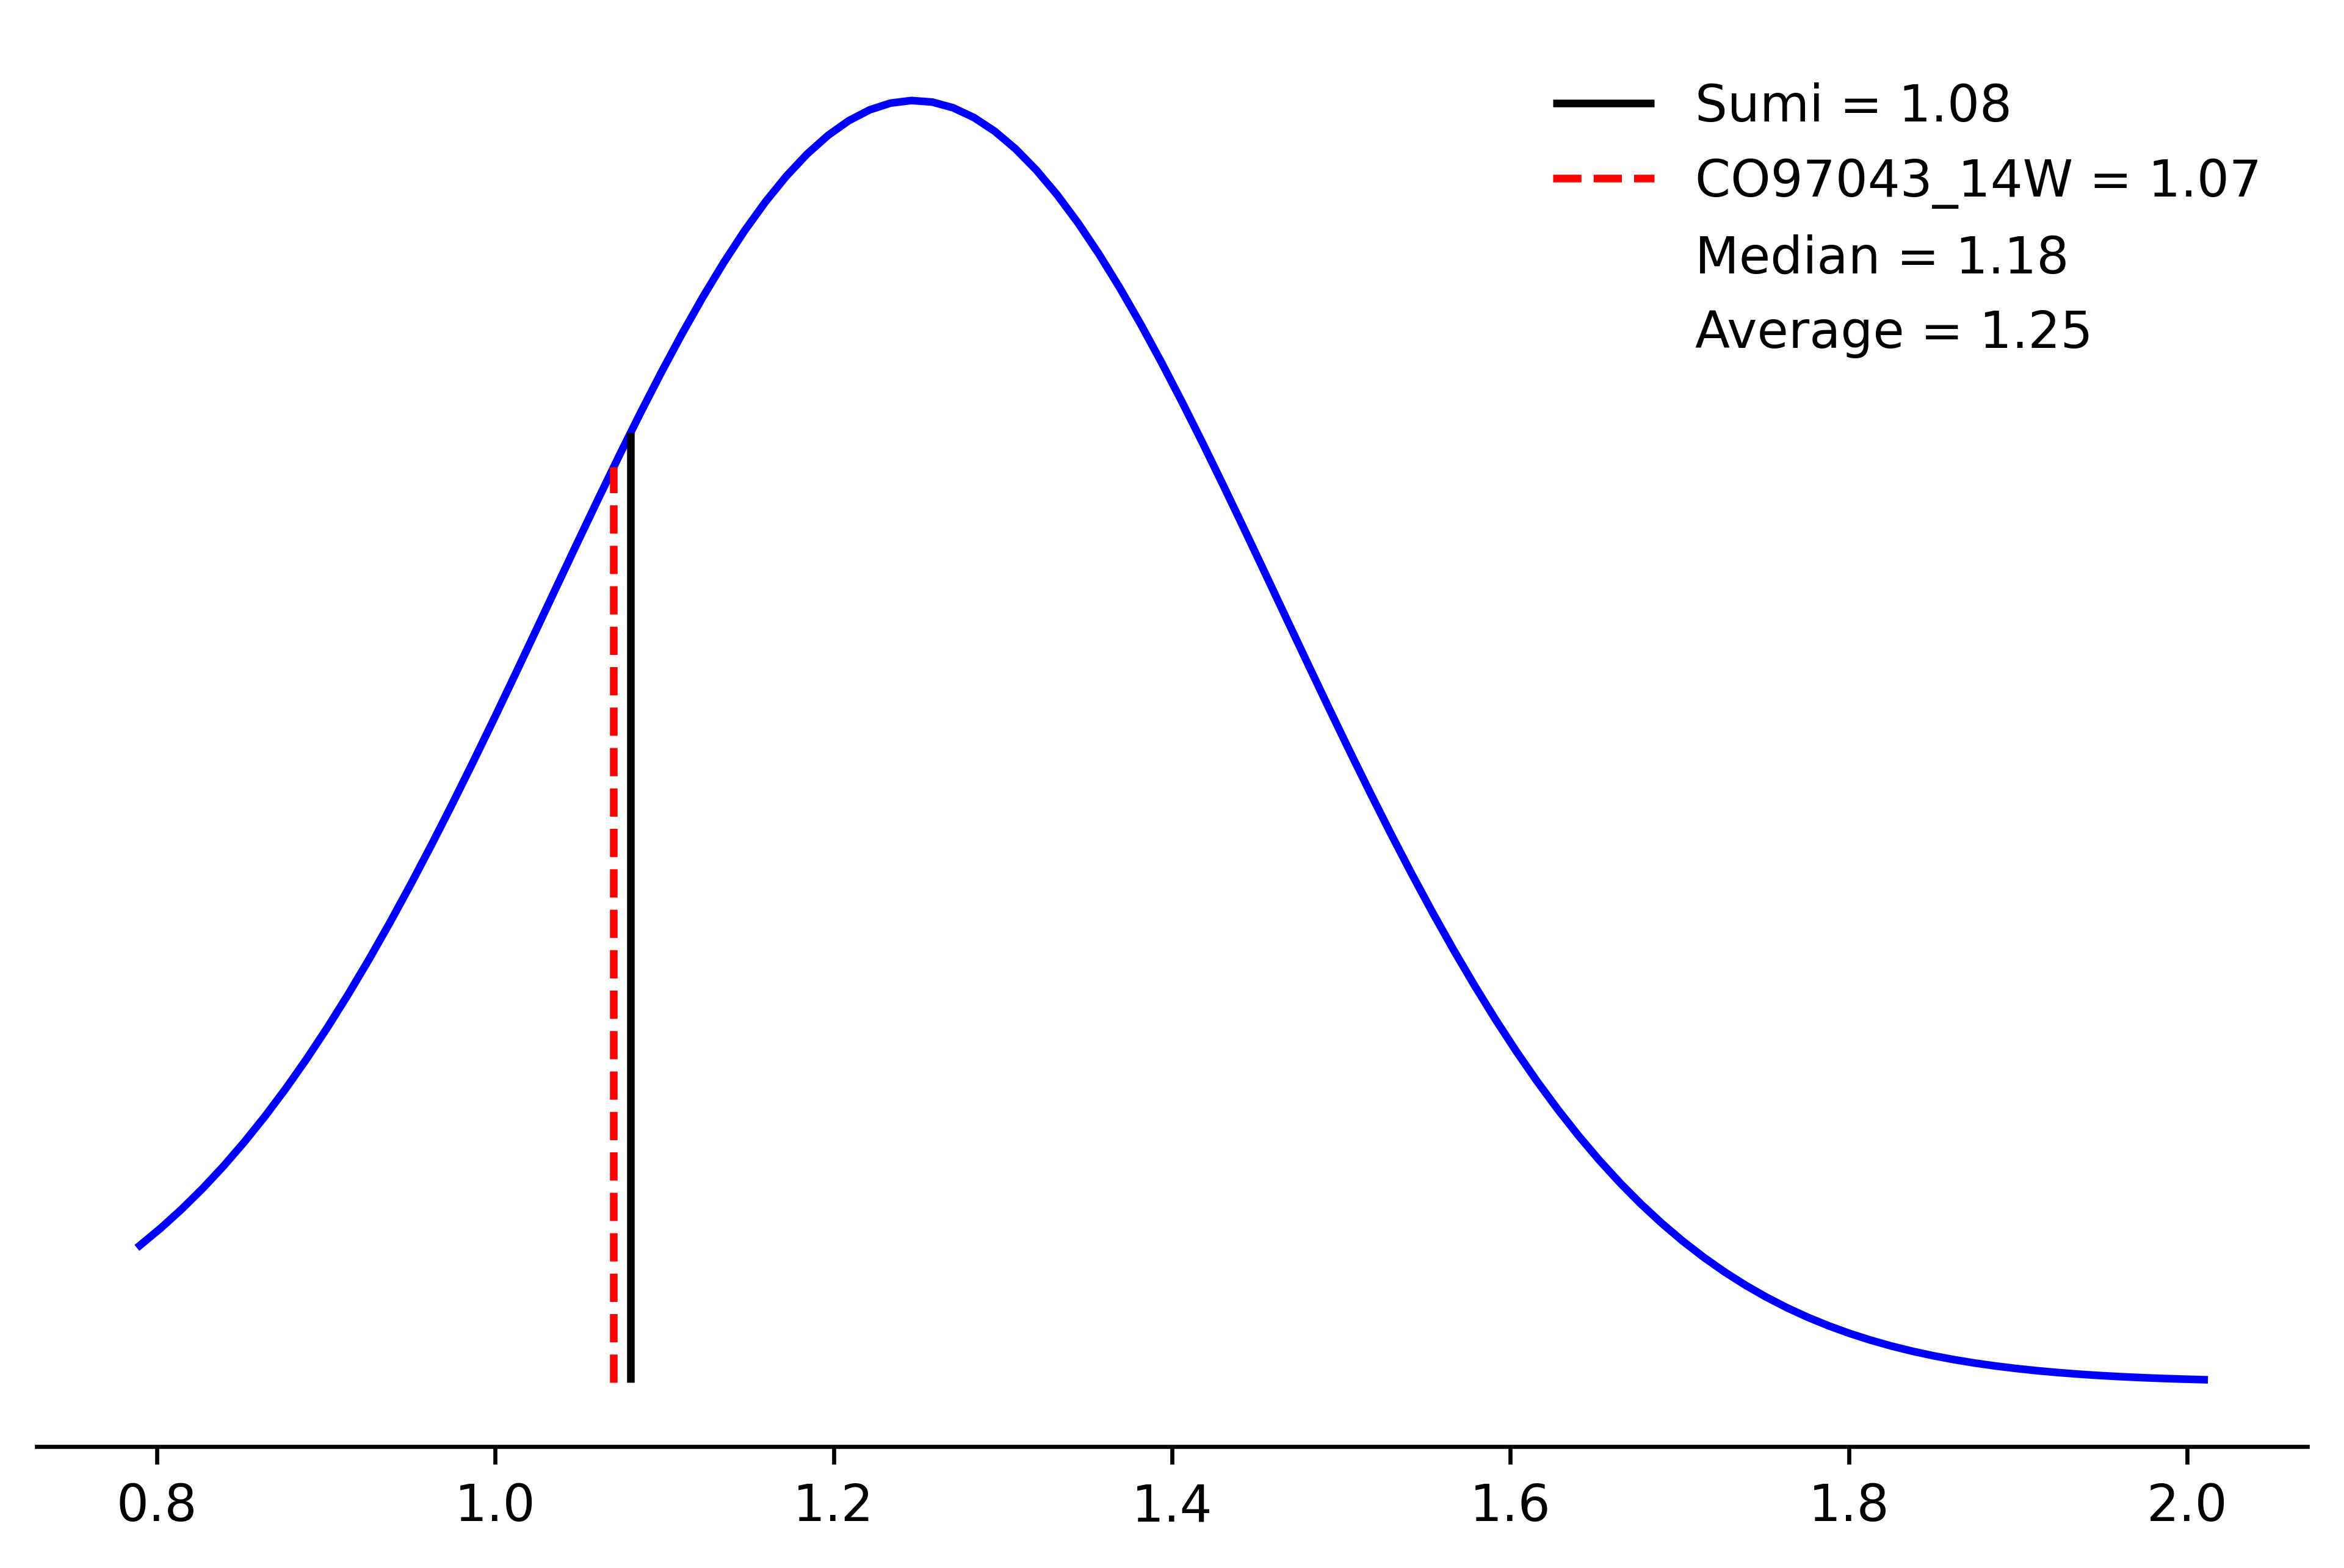 Sumi = 1.08
CO97043_14W = 1.07
Median = 1.18
Average = 1.25
0.8 1.0 1.2 1.4 1.6 1.8 2.0